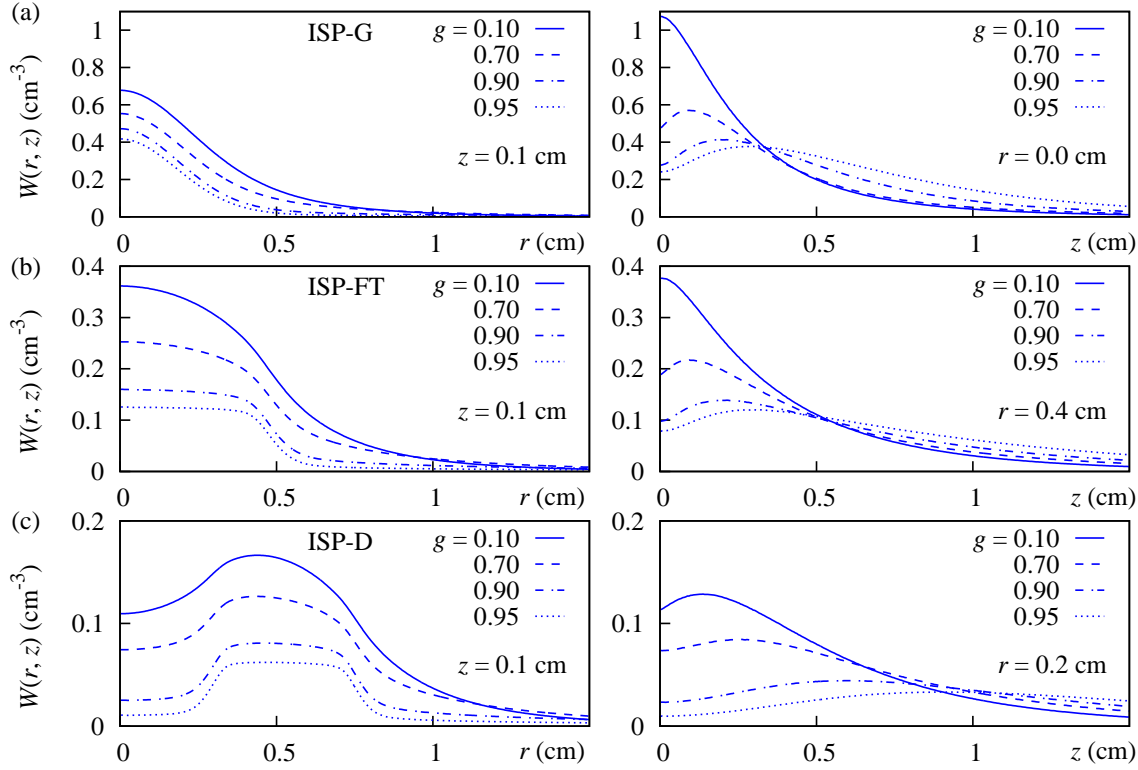 (a)
W(r, z) (cm⁻³)
1
0.8
0.6
0.4
0.2
0
ISP-G
g = 0.10
0.70
0.90
0.95
z = 0.1 cm
0
0.5
1
r (cm)
1
0.8
0.6
0.4
0.2
0
g = 0.10
0.70
0.90
0.95
r = 0.0 cm
0
0.5
1
z (cm)
(b)
W(r, z) (cm⁻³)
0.4
0.3
0.2
0.1
0
ISP-FT
g = 0.10
0.70
0.90
0.95
z = 0.1 cm
0
0.5
1
r (cm)
0.4
0.3
0.2
0.1
0
g = 0.10
0.70
0.90
0.95
r = 0.4 cm
0
0.5
1
z (cm)
(c)
W(r, z) (cm⁻³)
0.2
0.1
0
ISP-D
g = 0.10
0.70
0.90
0.95
z = 0.1 cm
0
0.5
1
r (cm)
0.2
0.1
0
g = 0.10
0.70
0.90
0.95
r = 0.2 cm
0
0.5
1
z (cm)